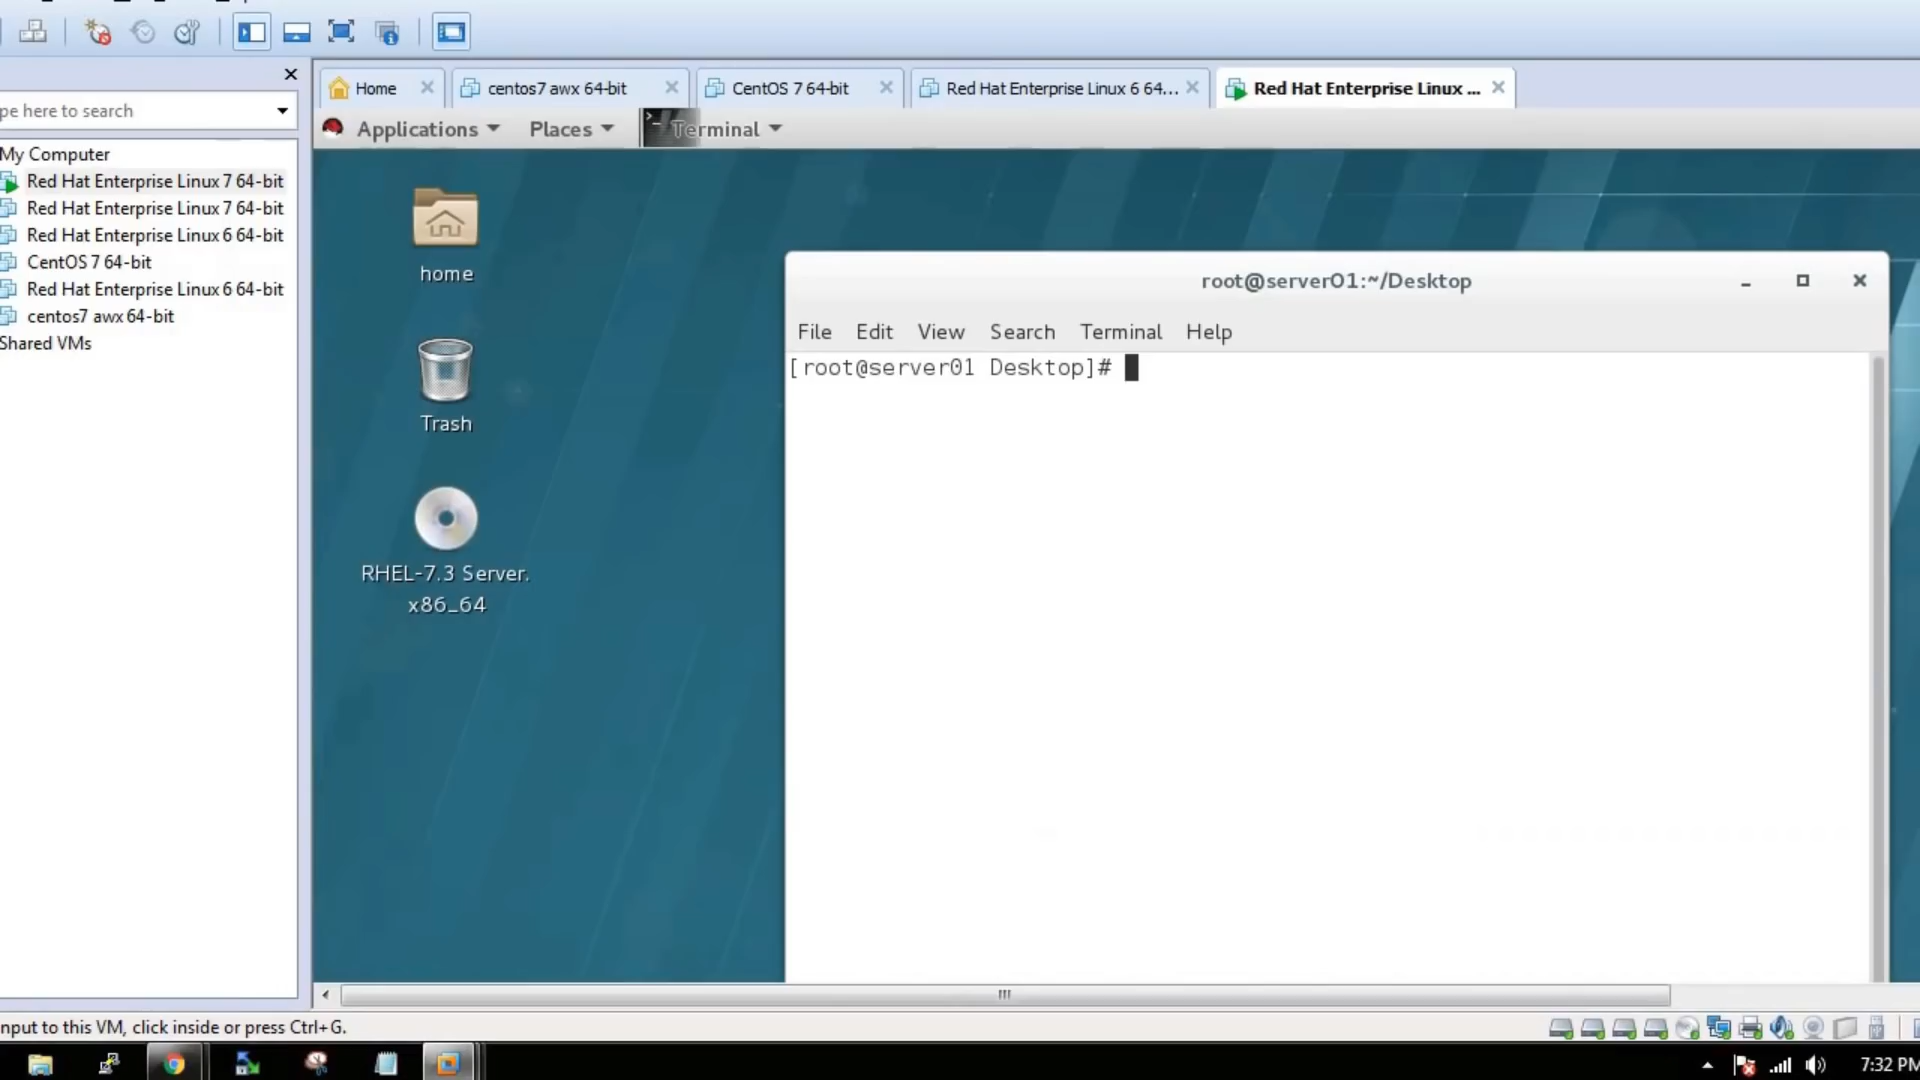 Home
centos7 awx 64-bit
CentOS 7 64-bit
Red Hat Enterprise Linux 6 64...
Red Hat Enterprise Linux ...
pe here to search
Applications
Places
Terminal
My Computer
Red Hat Enterprise Linux 7 64-bit
Red Hat Enterprise Linux 7 64-bit
Red Hat Enterprise Linux 6 64-bit
CentOS 7 64-bit
Red Hat Enterprise Linux 6 64-bit
centos7 awx 64-bit
Shared VMs
home
Trash
RHEL-7.3 Server.
x86_64
root@server01:~/Desktop
File Edit View Search Terminal Help
[root@server01 Desktop]#
nput to this VM, click inside or press Ctrl+G.
7:32 PM